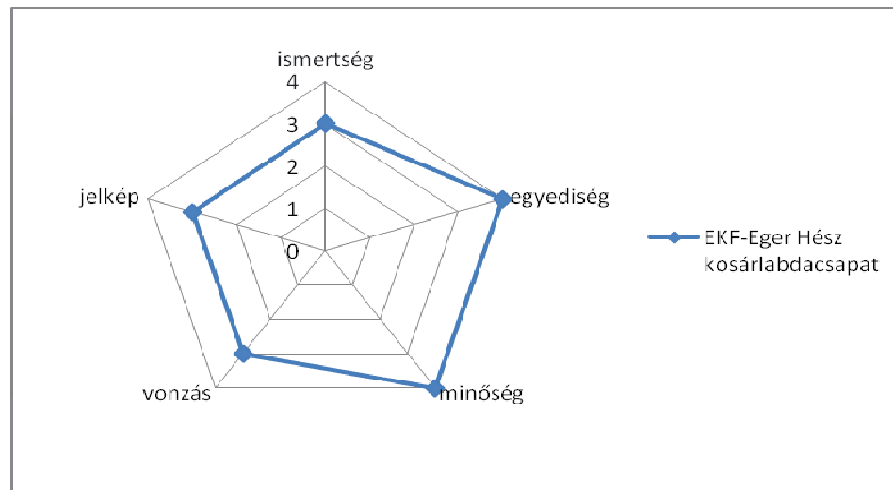 ismertség
4
3
2
1
0
egyediség
jelkép
vonzás
minőség
EKF-Eger Hész
kosárlabdacsapat